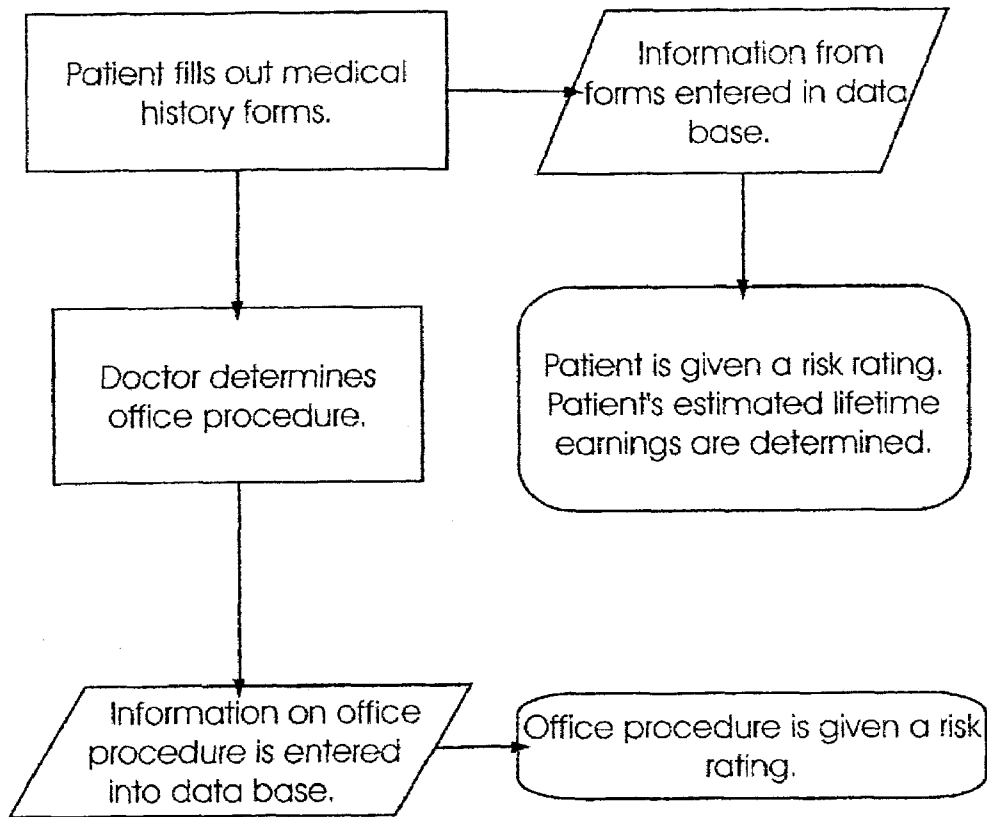 Patient fills out medical
history forms.
Information from
forms entered in data
base.
Doctor determines
office procedure.
Patient is given a risk rating.
Patient's estimated lifetime
earnings are determined.
Information on office
procedure is entered
into data base.
Office procedure is given a risk
rating.